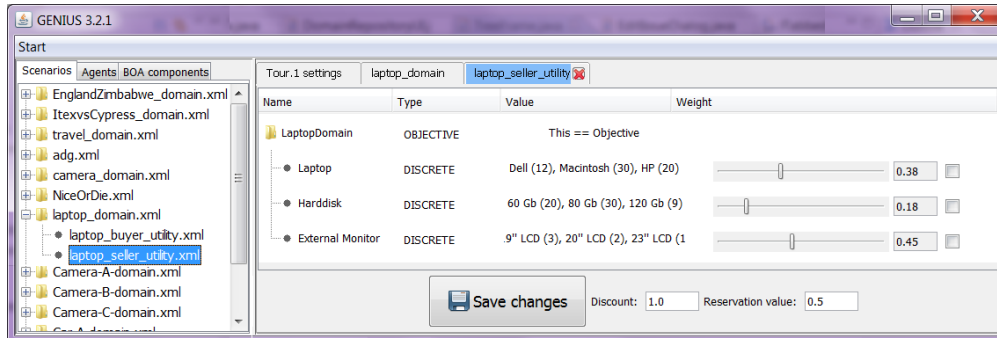 GENIUS 3.2.1
Start
Scenarios Agents BOA components
EnglandZimbabwe_domain.xml
ItexvsCypress_domain.xml
travel_domain.xml
adg.xml
camera_domain.xml
NiceOrDie.xml
laptop_domain.xml
laptop_buyer_utility.xml
laptop_seller_utility.xml
Camera-A-domain.xml
Camera-B-domain.xml
Camera-C-domain.xml
Tour.1 settings laptop_domain laptop_seller_utility
Name Type Value Weight
LaptopDomain OBJECTIVE This == Objective
Laptop DISCRETE Dell (12), Macintosh (30), HP (20) 0.38
Harddisk DISCRETE 60 Gb (20), 80 Gb (30), 120 Gb (9) 0.18
External Monitor DISCRETE .9" LCD (3), 20" LCD (2), 23" LCD (1 0.45
Save changes Discount: 1.0 Reservation value: 0.5